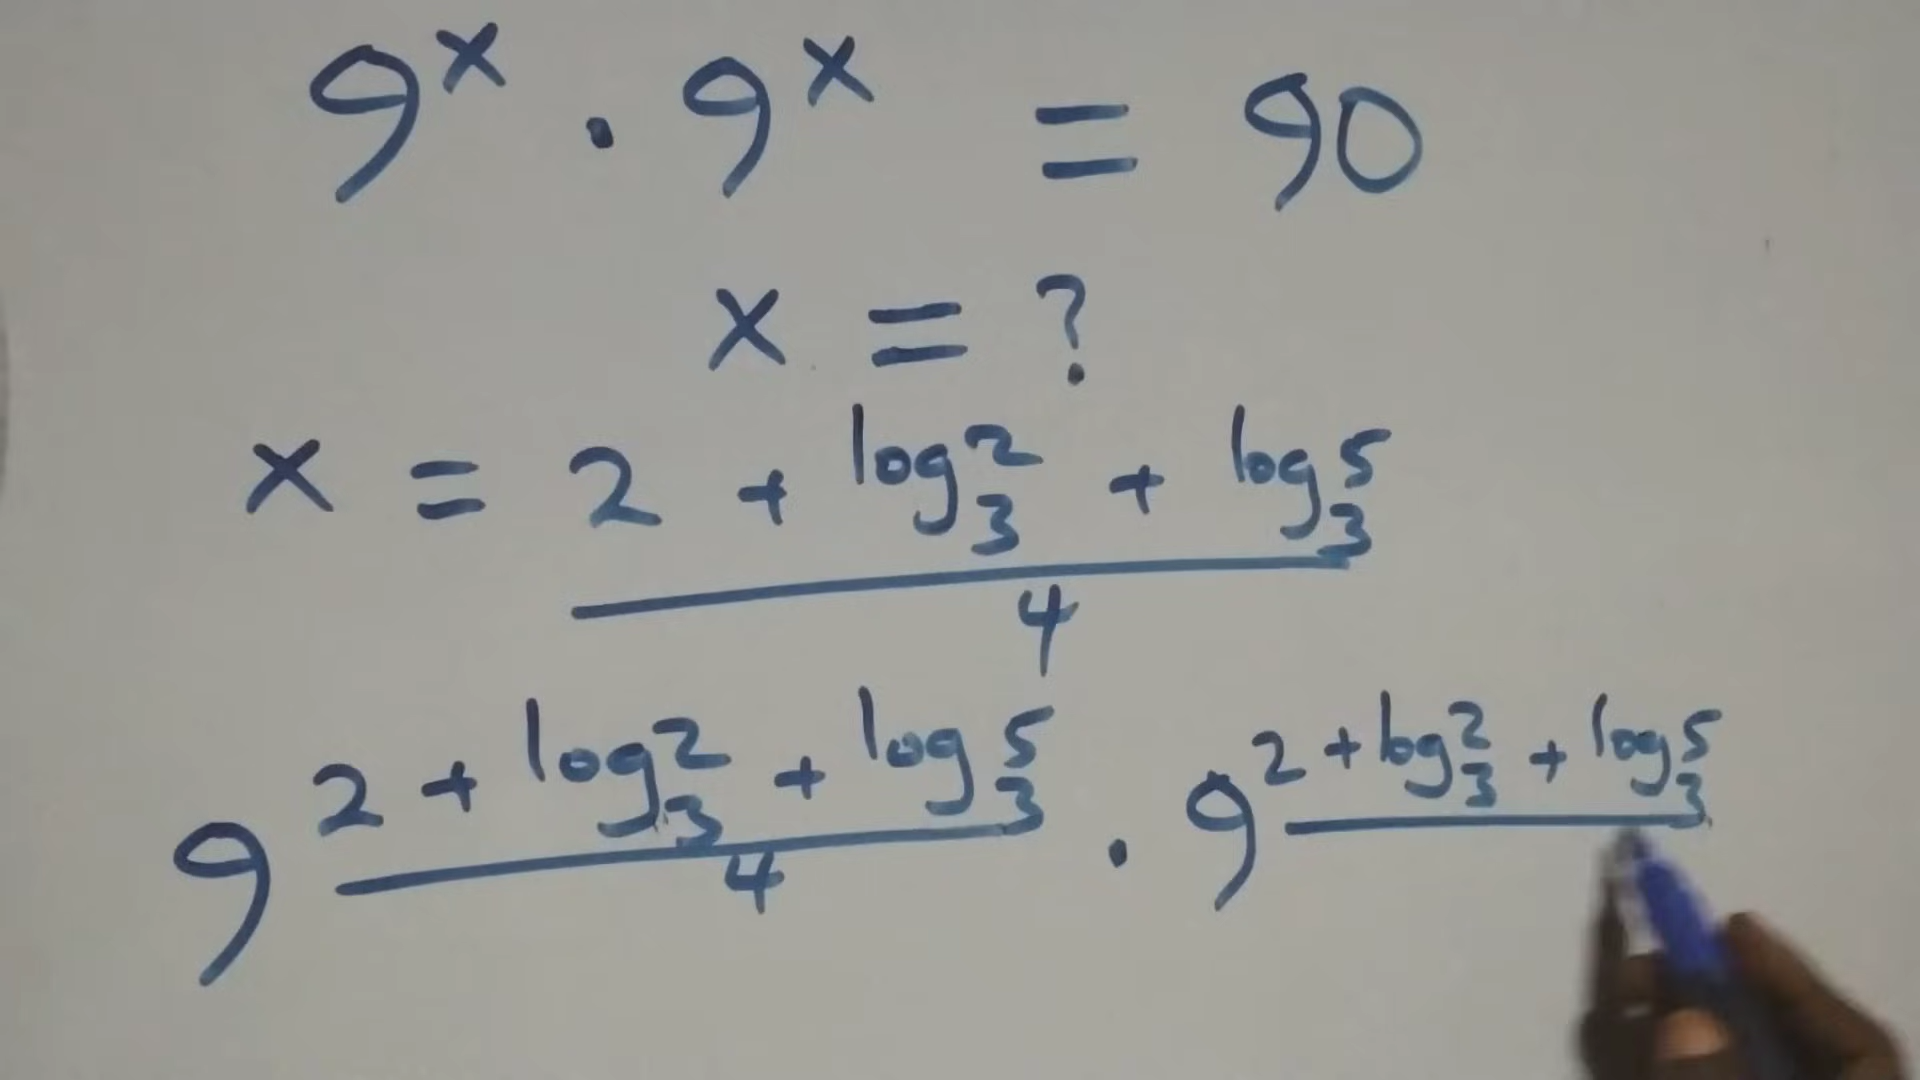 9^x · 9^x = 90
x = ?
x = (2 + log_3^2 + log_3^5)/4
9^((2 + log_3^2 + log_3^5)/4) · 9^(2 + log_3^2 + log_3^5)